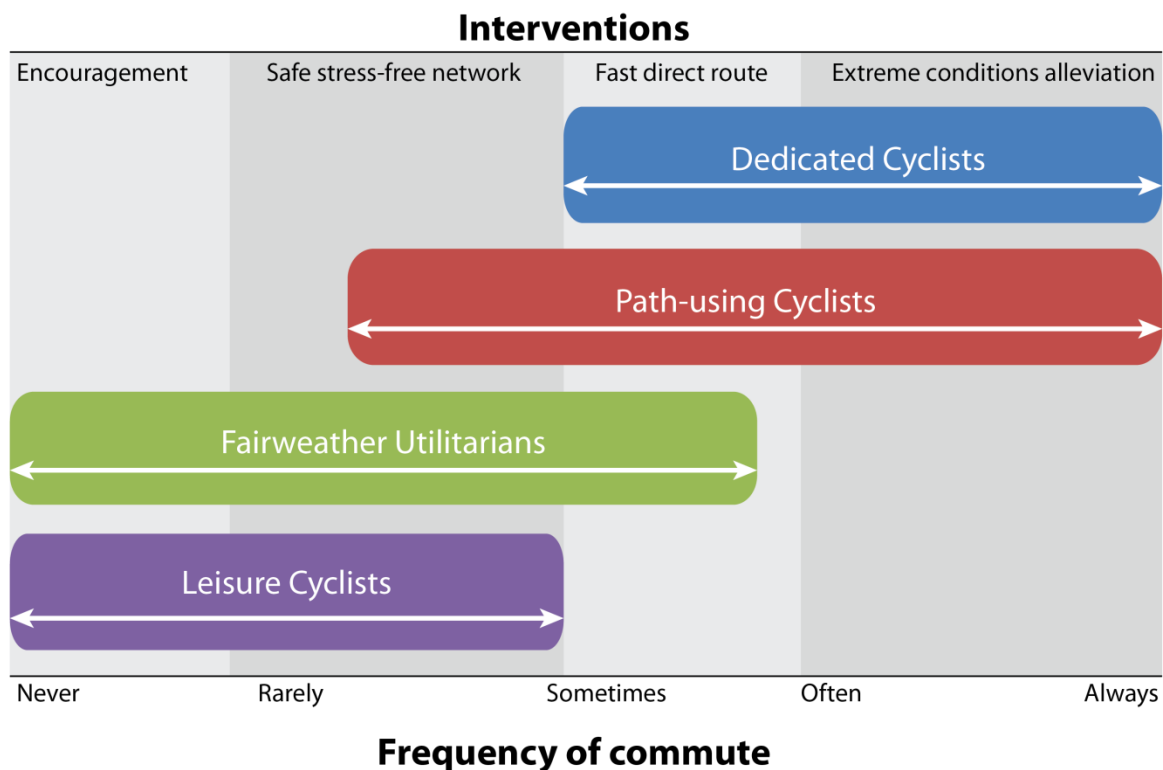 Interventions
Encouragement Safe stress-free network Fast direct route Extreme conditions alleviation
Dedicated Cyclists
Path-using Cyclists
Fairweather Utilitarians
Leisure Cyclists
Never Rarely Sometimes Often Always
Frequency of commute